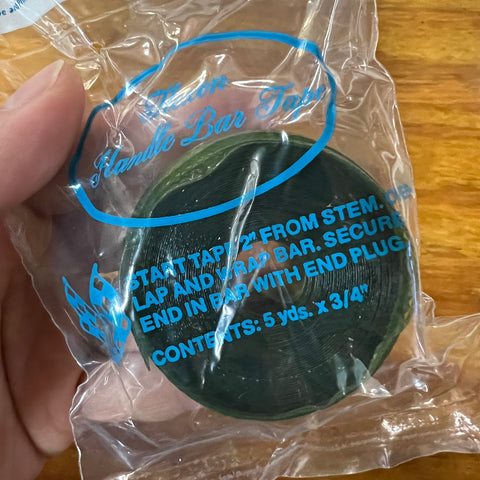 Flexon
Handle Bar Tape
START TAPE 2" FROM STEM.
LAP AND WRAP BAR. SECURE
END IN BAR WITH END PLUG.
CONTENTS: 5 yds. x 3/4"